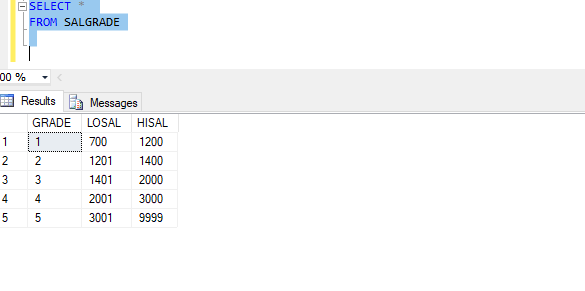 SELECT *
FROM SALGRADE
00 %
Results Messages
GRADE LOSAL HISAL
1 1 700 1200
2 2 1201 1400
3 3 1401 2000
4 4 2001 3000
5 5 3001 9999